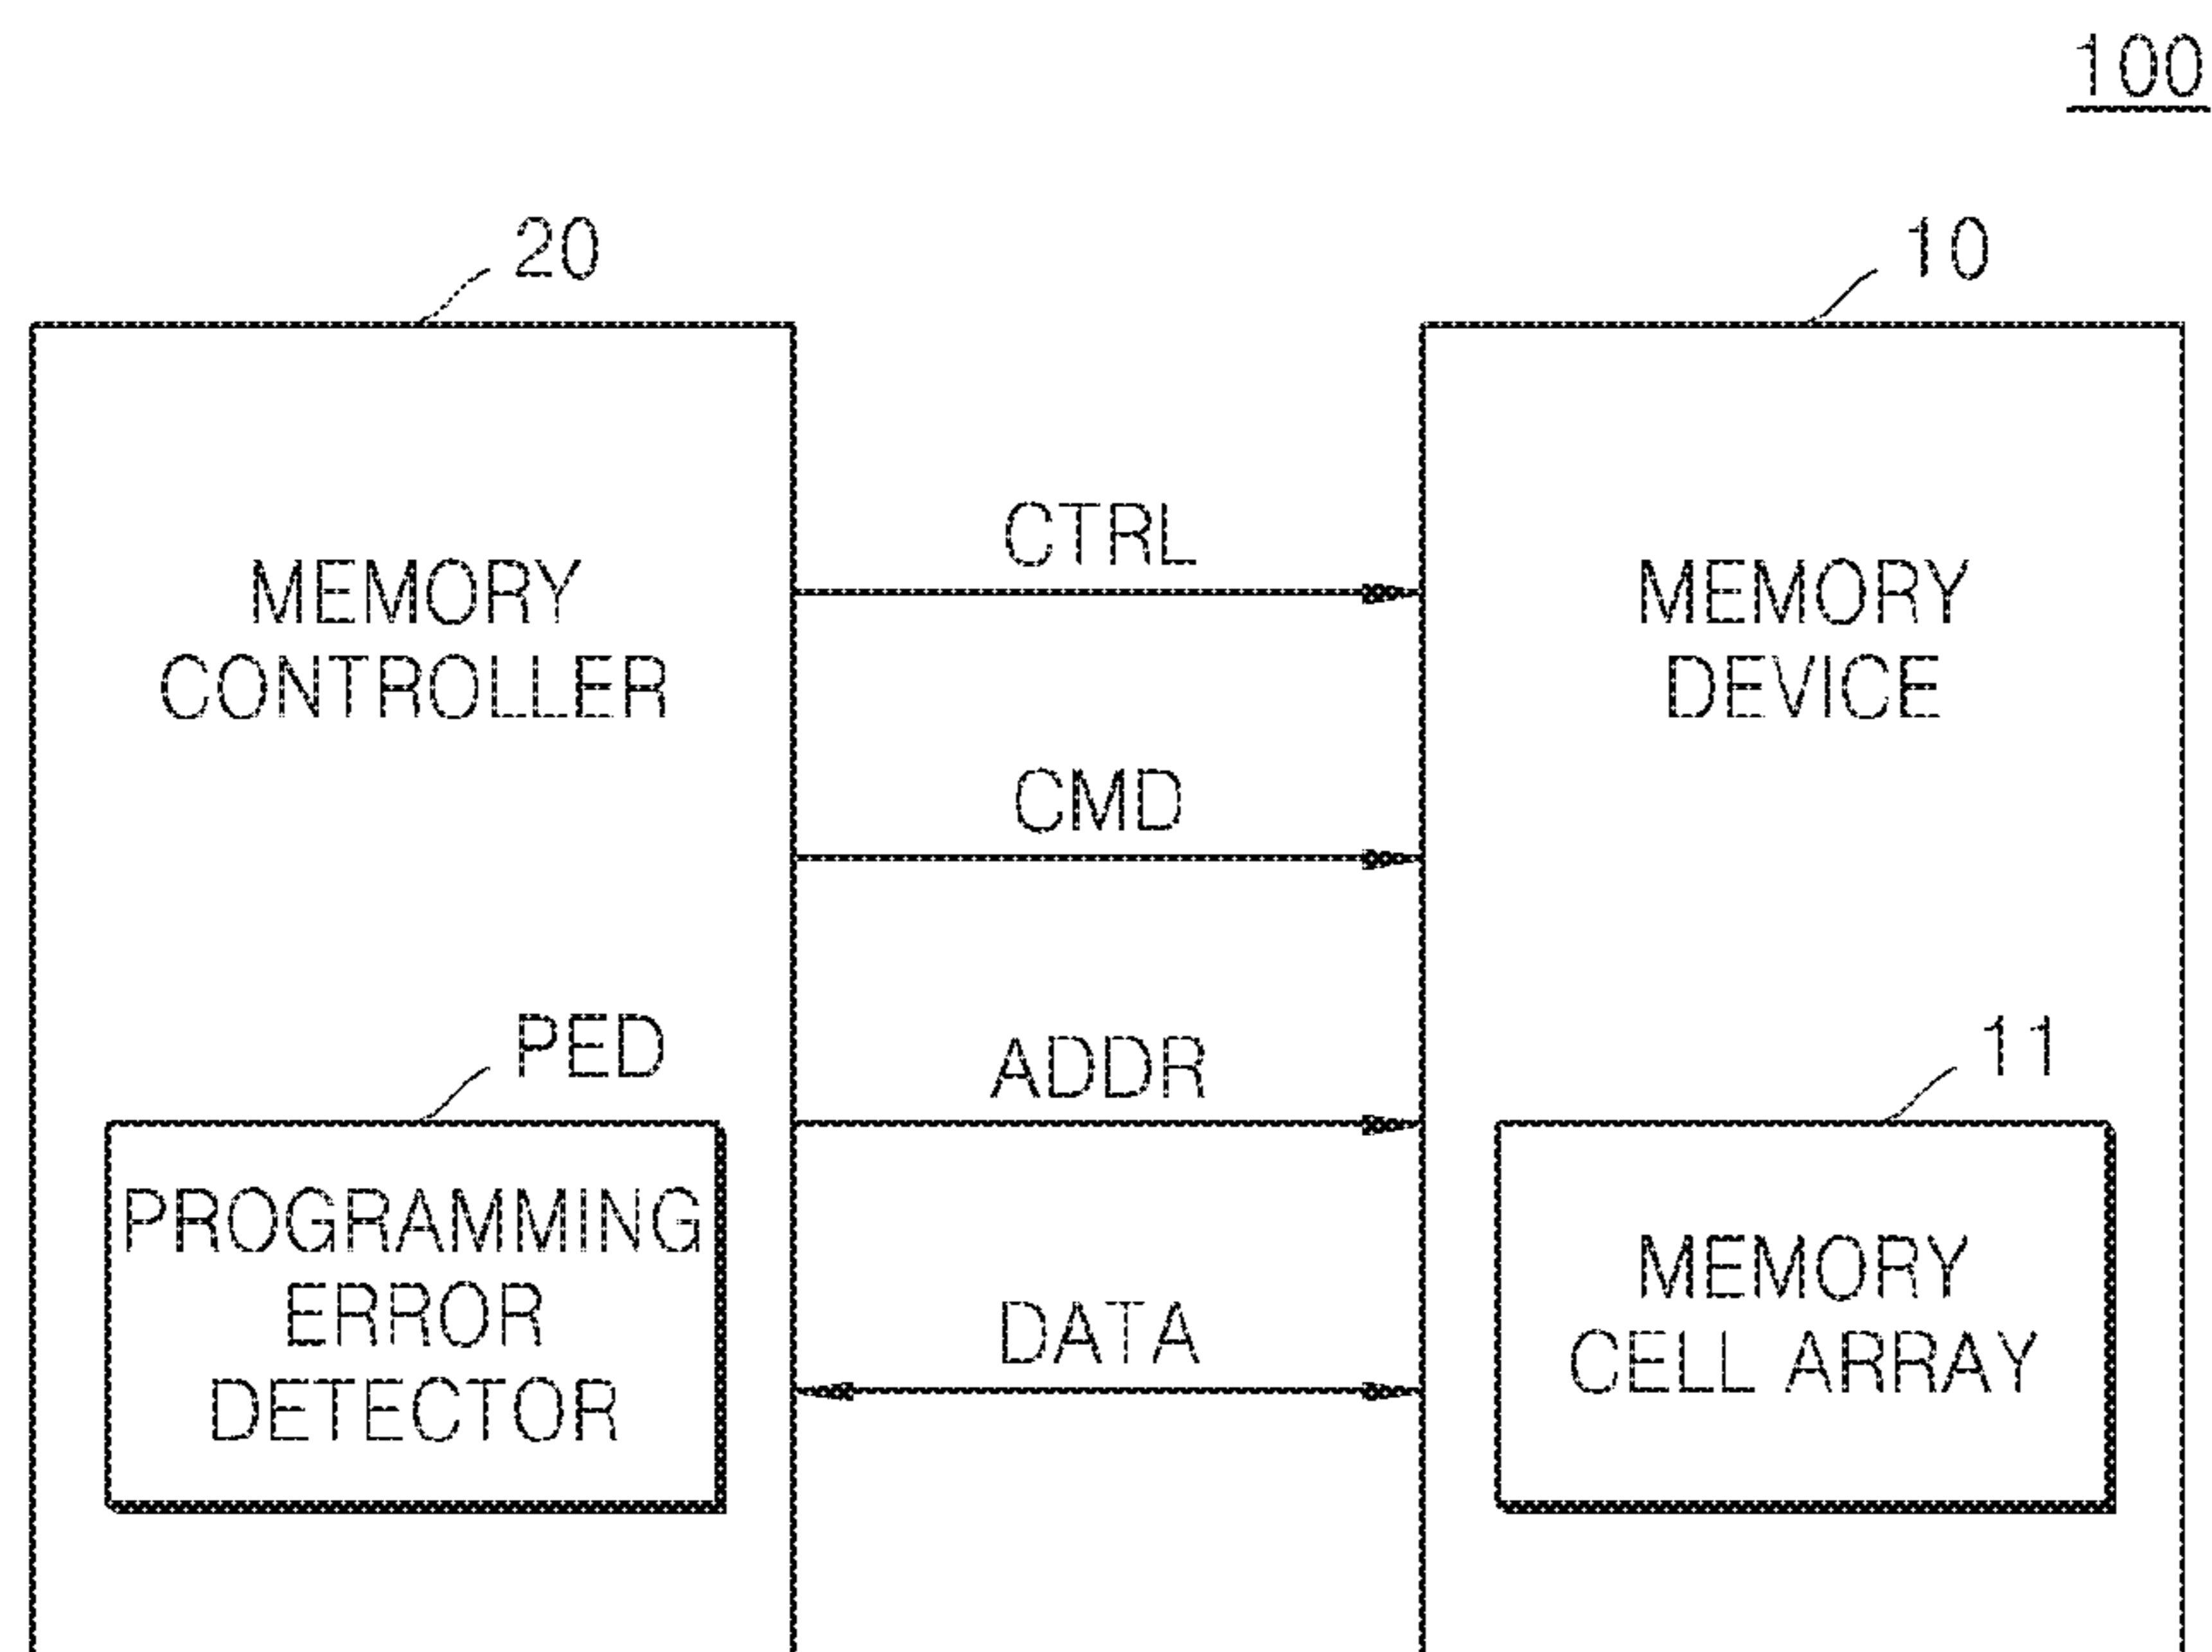 100
20
10
MEMORY
CONTROLLER
CTRL
MEMORY
DEVICE
CMD
PED
ADDR
11
PROGRAMMING
ERROR
DETECTOR
DATA
MEMORY
CELL ARRAY